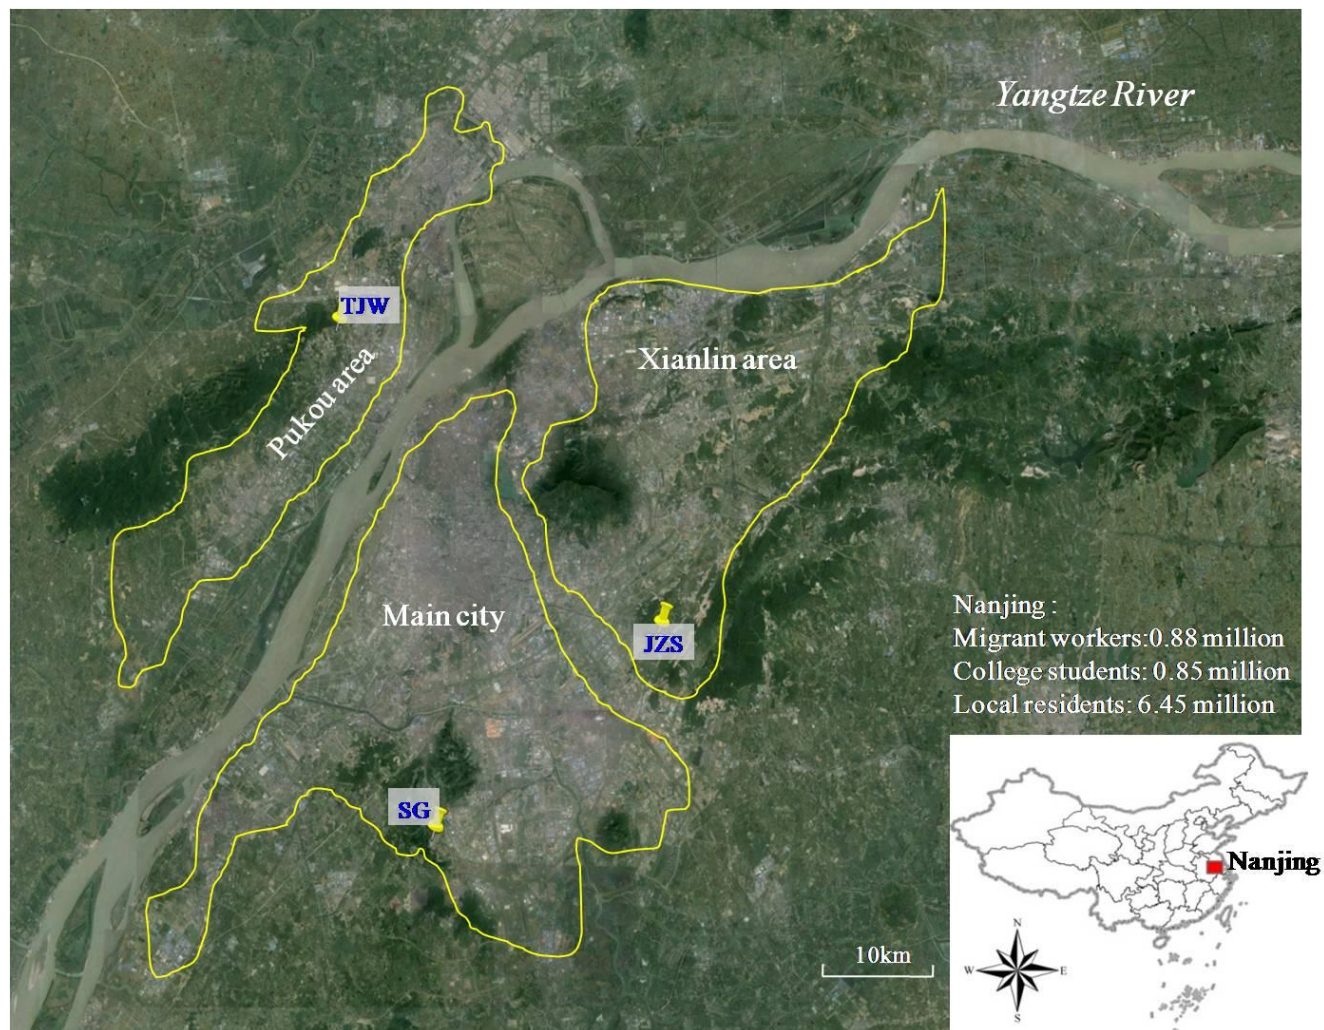 Yangtze River
TJW
Xianlin area
Pukou area
Main city
JZS
Nanjing :
Migrant workers:0.88 million
College students: 0.85 million
Local residents: 6.45 million
SG
Nanjing
10km
N
W
E
S